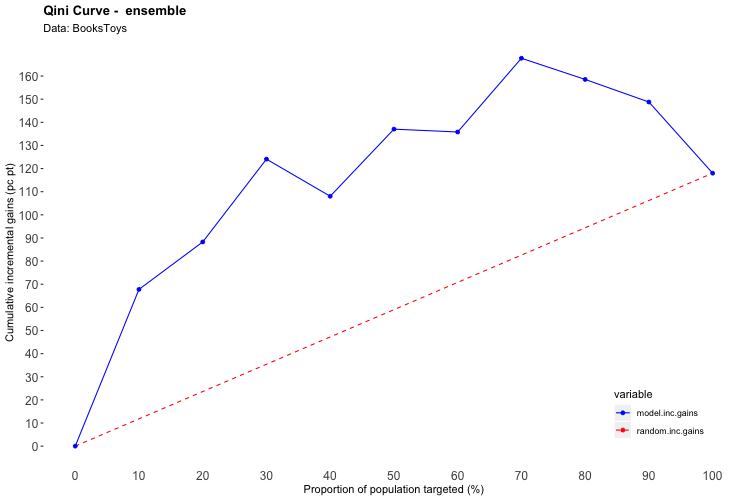 Qini Curve -  ensemble
Data: BooksToys
Cumulative incremental gains (pc pt)
160
150
140
130
120
110
100
90
80
70
60
50
40
30
20
10
0
variable
model.inc.gains
random.inc.gains
0 10 20 30 40 50 60 70 80 90 100
Proportion of population targeted (%)